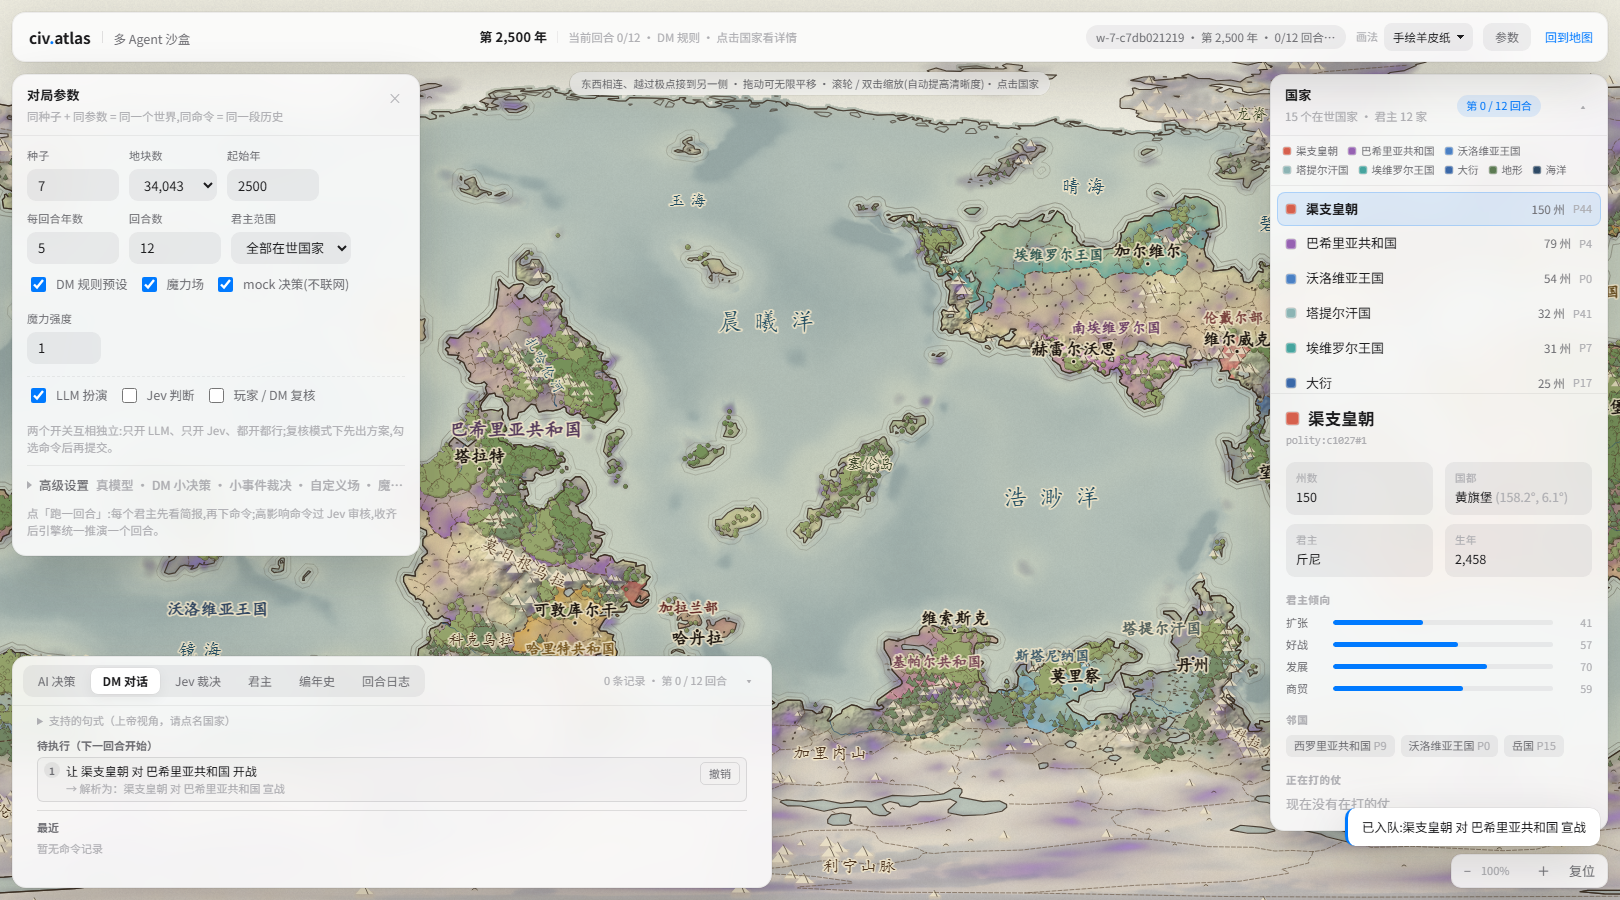 civ.atlas
多 Agent 沙盒
第 2,500 年
当前回合 0/12 • DM 规则 • 点击国家看详情
w-7-c7db021219 • 第 2,500 年 • 0/12 回合…
画法
手绘羊皮纸
参数
回到地图
东西相连、越过极点接到另一侧 • 拖动可无限平移 • 滚轮 / 双击缩放(自动提高清晰度) • 点击国家
对局参数
同种子 + 同参数 = 同一个世界,同命令 = 同一段历史
种子
地块数
起始年
7
34,043
2500
每回合年数
回合数
君主范围
5
12
全部在世国家
DM 规则预设
魔力场
mock 决策(不联网)
魔力强度
1
LLM 扮演
Jev 判断
玩家 / DM 复核
两个开关互相独立:只开 LLM、只开 Jev、都开都行;复核模式下先出方案,勾
选命令后再提交。
高级设置 真模型 • DM 小决策 • 小事件裁决 • 自定义场 • 魔…
点「跑一回合」:每个君主先看简报,再下命令;高影响命令过 Jev 审核,收齐
后引擎统一推演一个回合。
玉海
晴海
晨曦洋
浩渺洋
镜海
埃维罗尔王国
加尔维尔
南埃维罗尔国
赫雷尔沃思
伦戴尔部
维尔威克
巴希里亚共和国
塔拉特
塞伦岛
莫日根乌拉
可敦库尔干
加拉兰部
哈丹拉
科克乌拉
哈里特共和国
沃洛维亚王国
维索斯克
基帕尔共和国
斯塔尼纳国
莫里察
塔提尔汗国
丹州
加里内山
利宁山脉
国家
15 个在世国家 • 君主 12 家
第 0 / 12 回合
渠支皇朝
巴希里亚共和国
沃洛维亚王国
塔提尔汗国
埃维罗尔王国
大衍
地形
海洋
渠支皇朝 150 州 P44
巴希里亚共和国 79 州 P4
沃洛维亚王国 54 州 P0
塔提尔汗国 32 州 P41
埃维罗尔王国 31 州 P7
大衍 25 州 P17
渠支皇朝
polity:c1027#1
州数
150
国都
黄旗堡 (158.2°, 6.1°)
君主
斤尼
生年
2,458
君主倾向
扩张 41
好战 57
发展 70
商贸 59
邻国
西罗里亚共和国 P9
沃洛维亚王国 P0
岳国 P15
正在打的仗
现在没有在打的仗
已入队:渠支皇朝 对 巴希里亚共和国 宣战
− 100% + 复位
AI 决策
DM 对话
Jev 裁决
君主
编年史
回合日志
0 条记录 • 第 0 / 12 回合
支持的句式（上帝视角，请点名国家）
待执行（下一回合开始）
1 让 渠支皇朝 对 巴希里亚共和国 开战
→ 解析为：渠支皇朝 对 巴希里亚共和国 宣战
撤销
最近
暂无命令记录